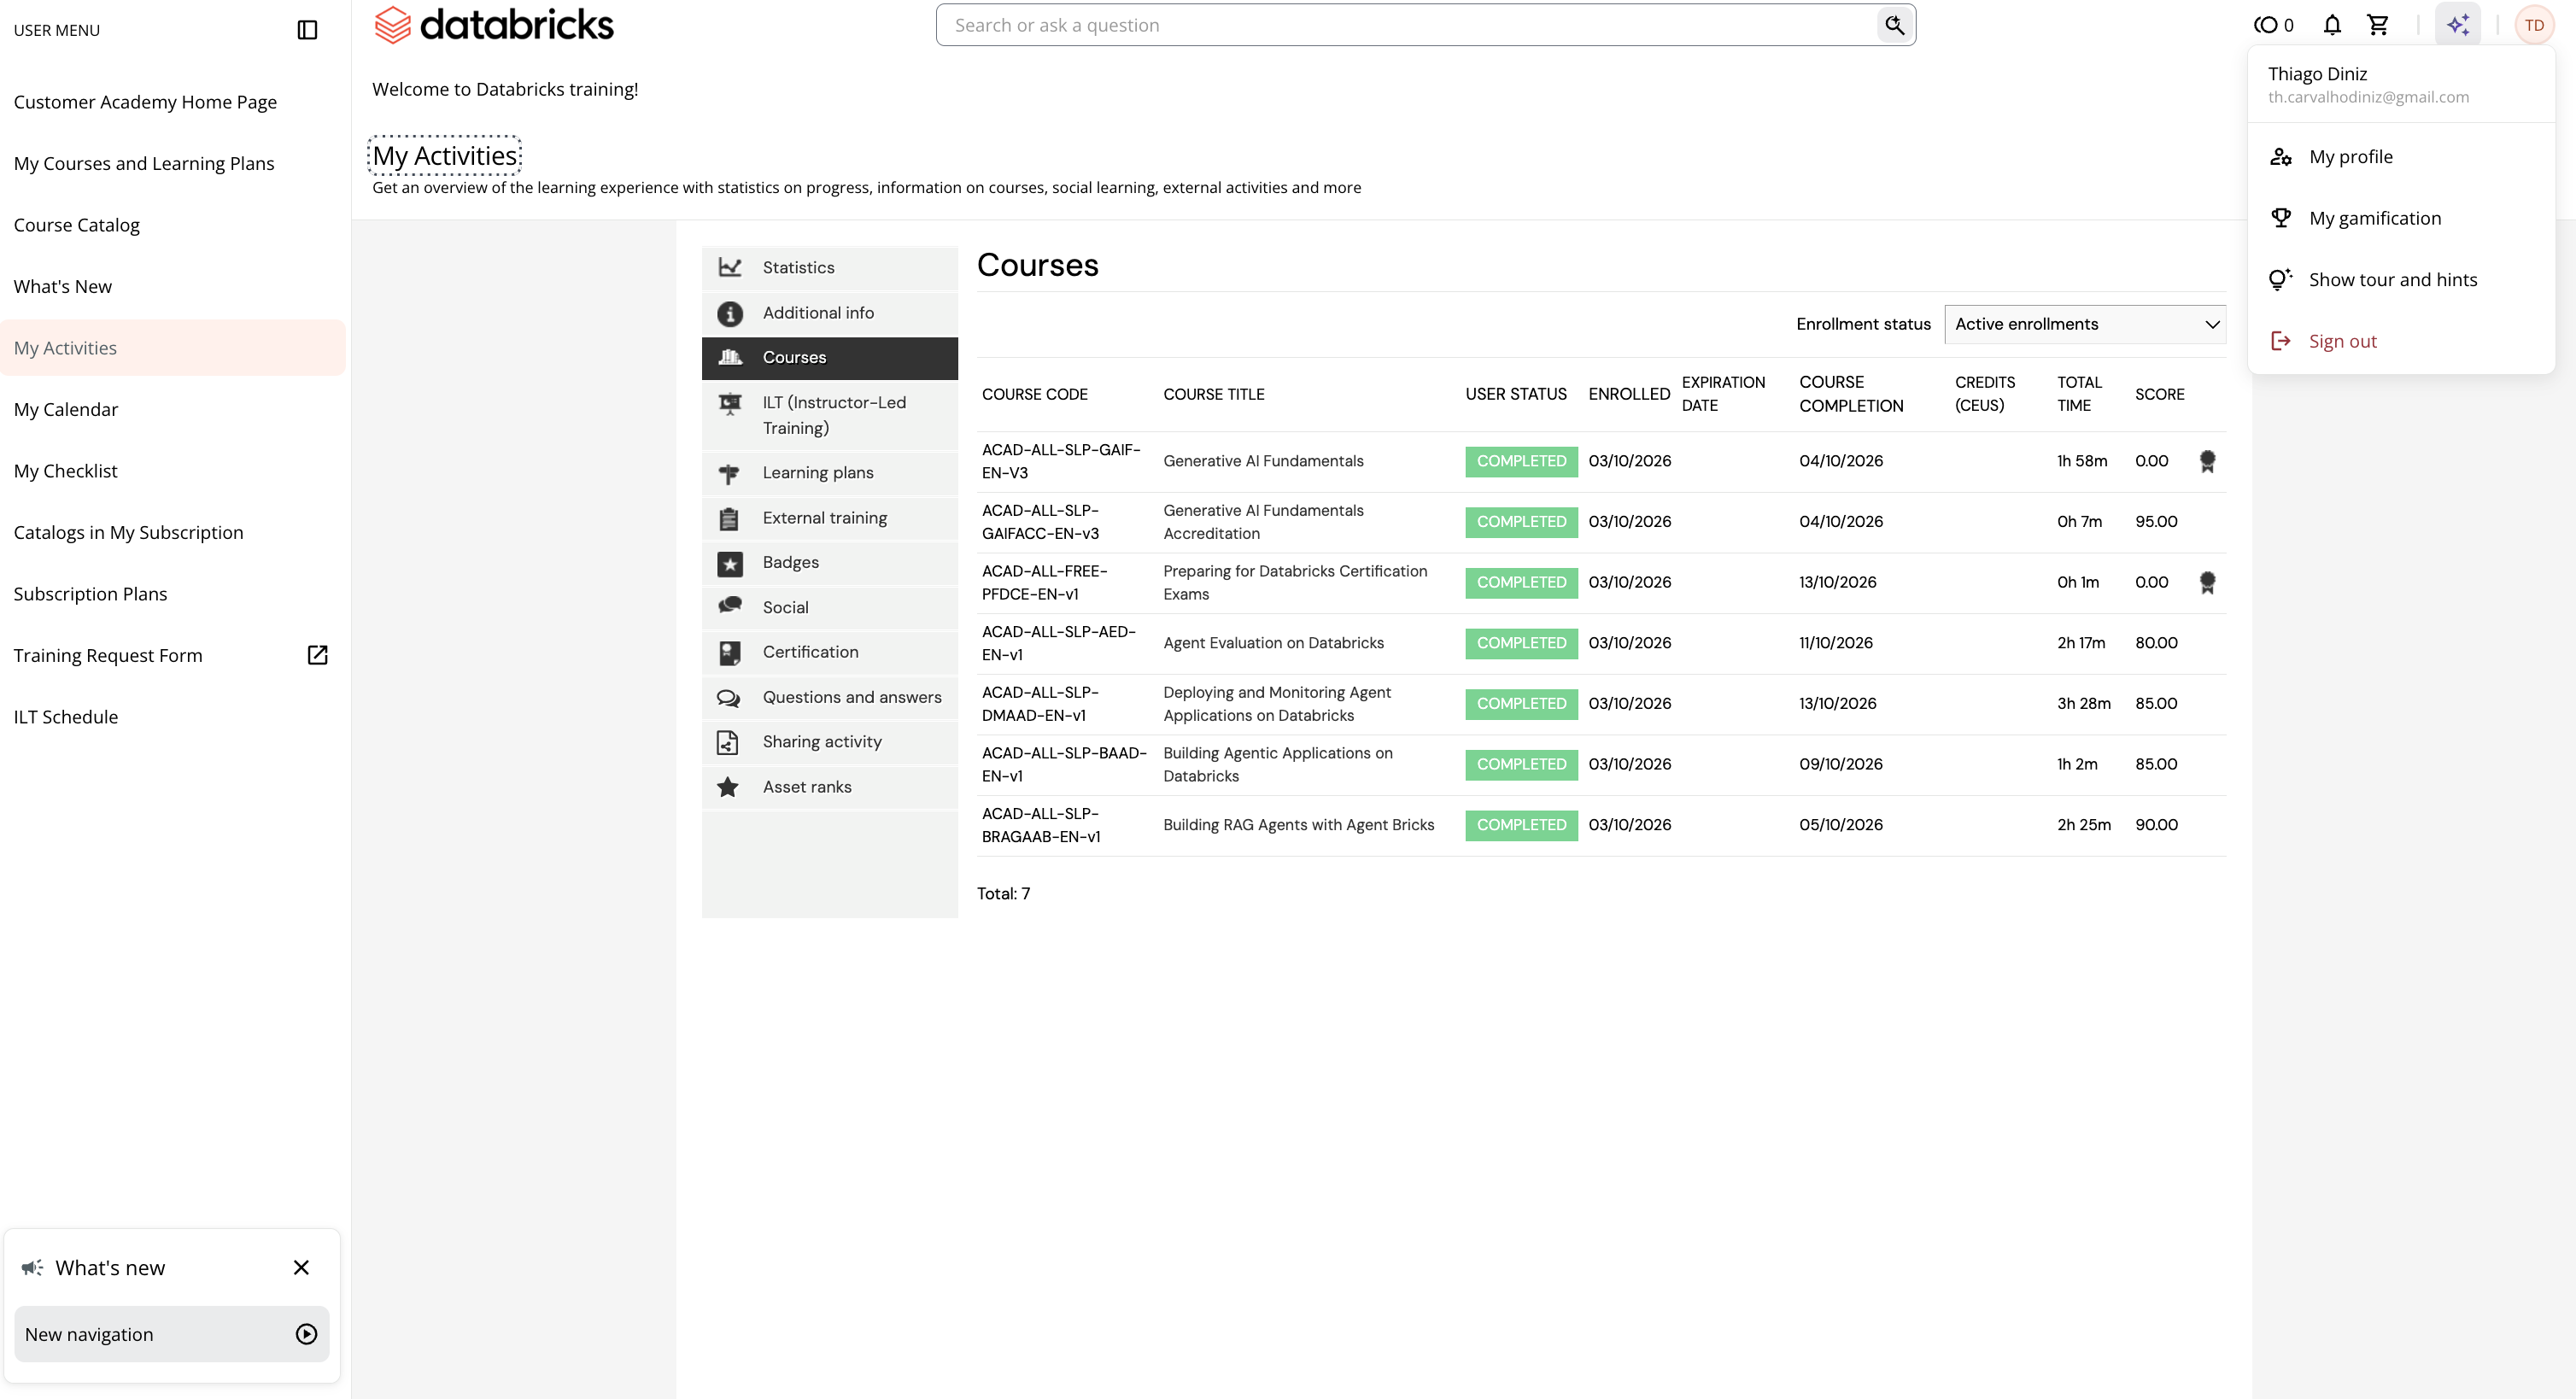 USER MENU
Customer Academy Home Page
My Courses and Learning Plans
Course Catalog
What's New
My Activities
My Calendar
My Checklist
Catalogs in My Subscription
Subscription Plans
Training Request Form
ILT Schedule
What's new
New navigation
databricks
Search or ask a question
0
TD
Welcome to Databricks training!
My Activities
Get an overview of the learning experience with statistics on progress, information on courses, social learning, external activities and more
Thiago Diniz
th.carvalhodiniz@gmail.com
My profile
My gamification
Show tour and hints
Sign out
Statistics
Additional info
Courses
ILT (Instructor-Led
Training)
Learning plans
External training
Badges
Social
Certification
Questions and answers
Sharing activity
Asset ranks
Courses
Enrollment status Active enrollments
COURSE CODE COURSE TITLE USER STATUS ENROLLED EXPIRATION DATE COURSE COMPLETION CREDITS (CEUS) TOTAL TIME SCORE
ACAD-ALL-SLP-GAIF-EN-V3 Generative AI Fundamentals COMPLETED 03/10/2026 04/10/2026 1h 58m 0.00
ACAD-ALL-SLP-GAIFACC-EN-v3 Generative AI Fundamentals Accreditation COMPLETED 03/10/2026 04/10/2026 0h 7m 95.00
ACAD-ALL-FREE-PFDCE-EN-v1 Preparing for Databricks Certification Exams COMPLETED 03/10/2026 13/10/2026 0h 1m 0.00
ACAD-ALL-SLP-AED-EN-v1 Agent Evaluation on Databricks COMPLETED 03/10/2026 11/10/2026 2h 17m 80.00
ACAD-ALL-SLP-DMAAD-EN-v1 Deploying and Monitoring Agent Applications on Databricks COMPLETED 03/10/2026 13/10/2026 3h 28m 85.00
ACAD-ALL-SLP-BAAD-EN-v1 Building Agentic Applications on Databricks COMPLETED 03/10/2026 09/10/2026 1h 2m 85.00
ACAD-ALL-SLP-BRAGAAB-EN-v1 Building RAG Agents with Agent Bricks COMPLETED 03/10/2026 05/10/2026 2h 25m 90.00
Total: 7